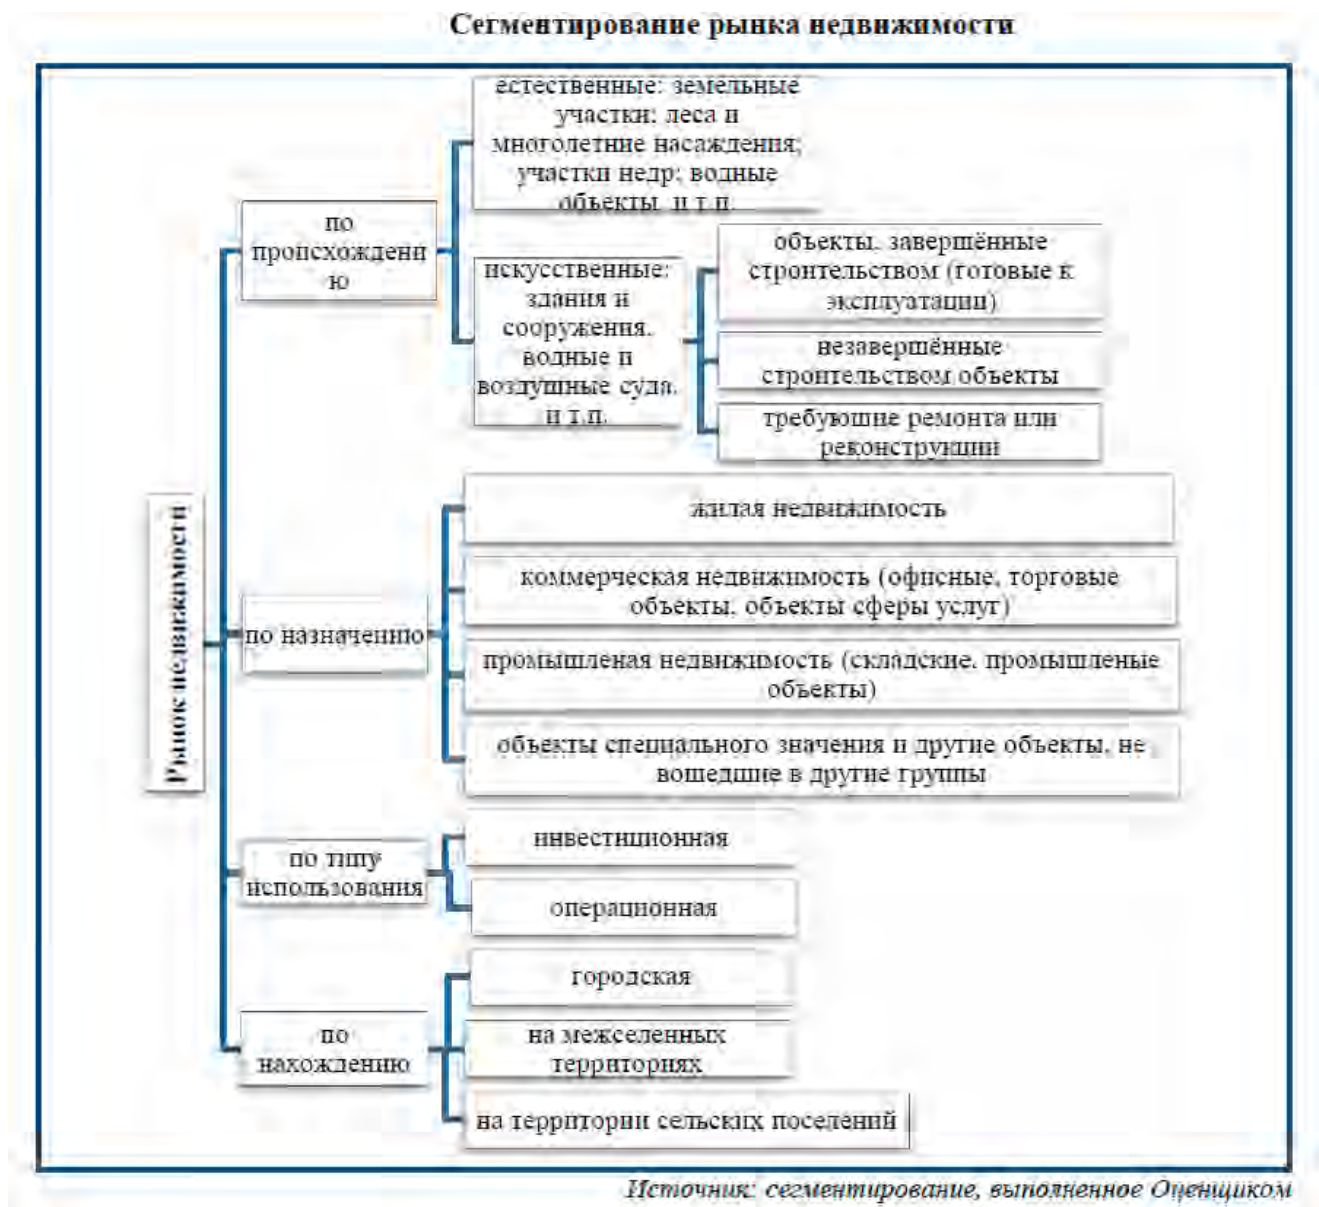 Сегментирование рынка недвижимости
естественные: земельные
участки; леса и
многолетние насаждения;
участки недр; водные
объекты, и т.п.
по
происхождени
ю
искусственные:
здания и
сооружения,
водные и
воздушные суда,
и т.п.
объекты, завершённые
строительством (готовые к
эксплуатации)
незавершённые
строительством объекты
требующие ремонта или
реконструкции
Рынок недвижимости
по назначению
жилая недвижимость
коммерческая недвижимость (офисные, торговые
объекты, объекты сферы услуг)
промышленая недвижимость (складские, промышленые
объекты)
объекты специального значения и другие объекты, не
вошедшие в другие группы
по типу
использования
инвестиционная
операционная
по
нахождению
городская
на межселенных
территориях
на территории сельских поселений
Источник: сегментирование, выполненное Оценщиком